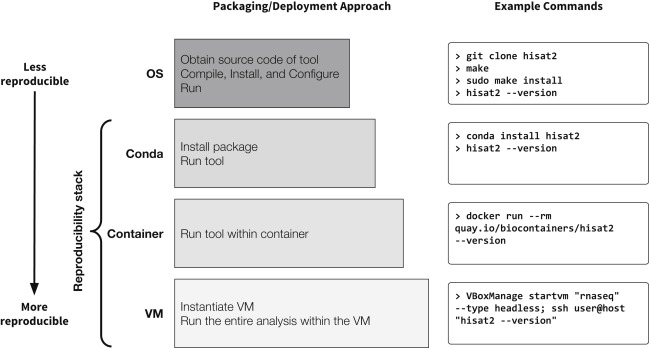 Packaging/Deployment Approach
Example Commands
Less
reproducible
OS
Obtain source code of tool
Compile, Install, and Configure
Run
> git clone hisat2
> make
> sudo make install
> hisat2 --version
Reproducibility stack
Conda
Install package
Run tool
> conda install hisat2
> hisat2 --version
Container
Run tool within container
> docker run --rm
quay.io/biocontainers/hisat2
--version
More
reproducible
VM
Instantiate VM
Run the entire analysis within the VM
> VBoxManage startvm "rnaseq"
--type headless; ssh user@host
"hisat2 --version"